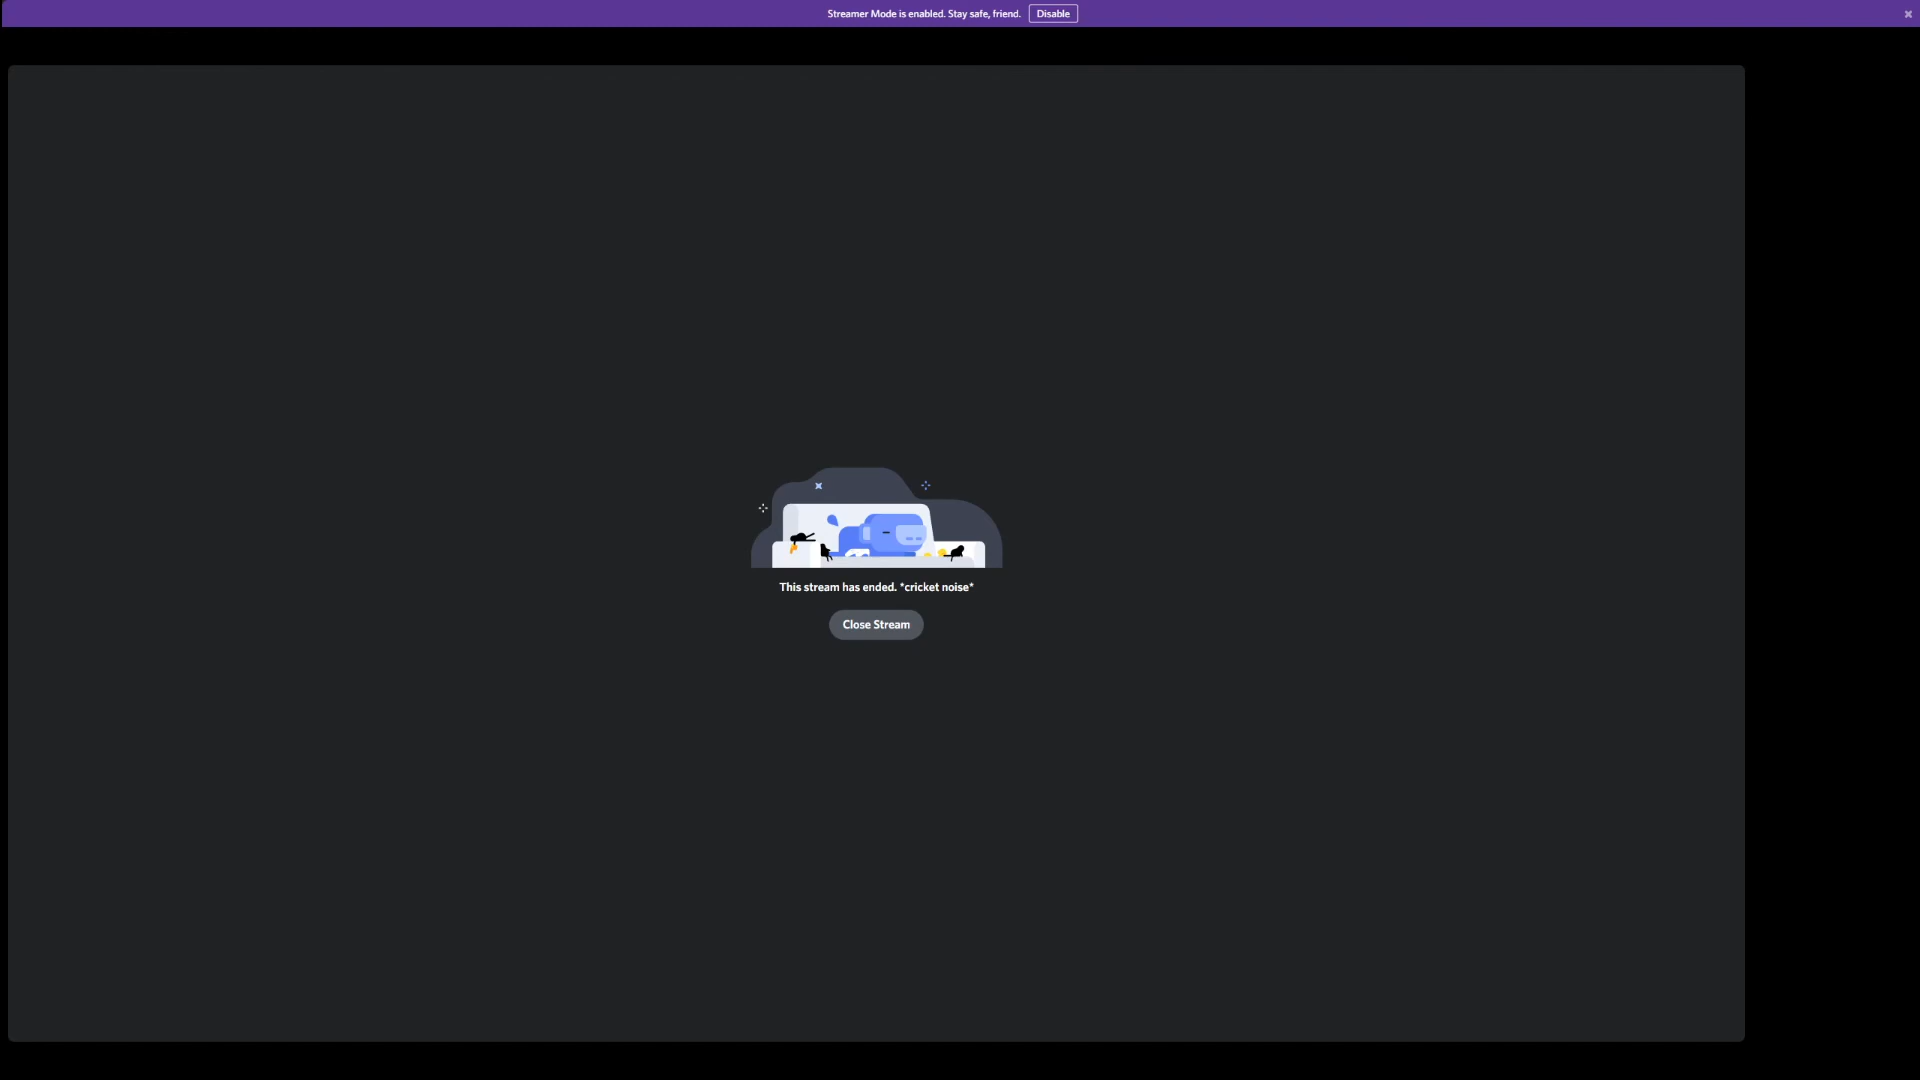 Streamer Mode is enabled. Stay safe, friend. Disable
This stream has ended. *cricket noise*
Close Stream